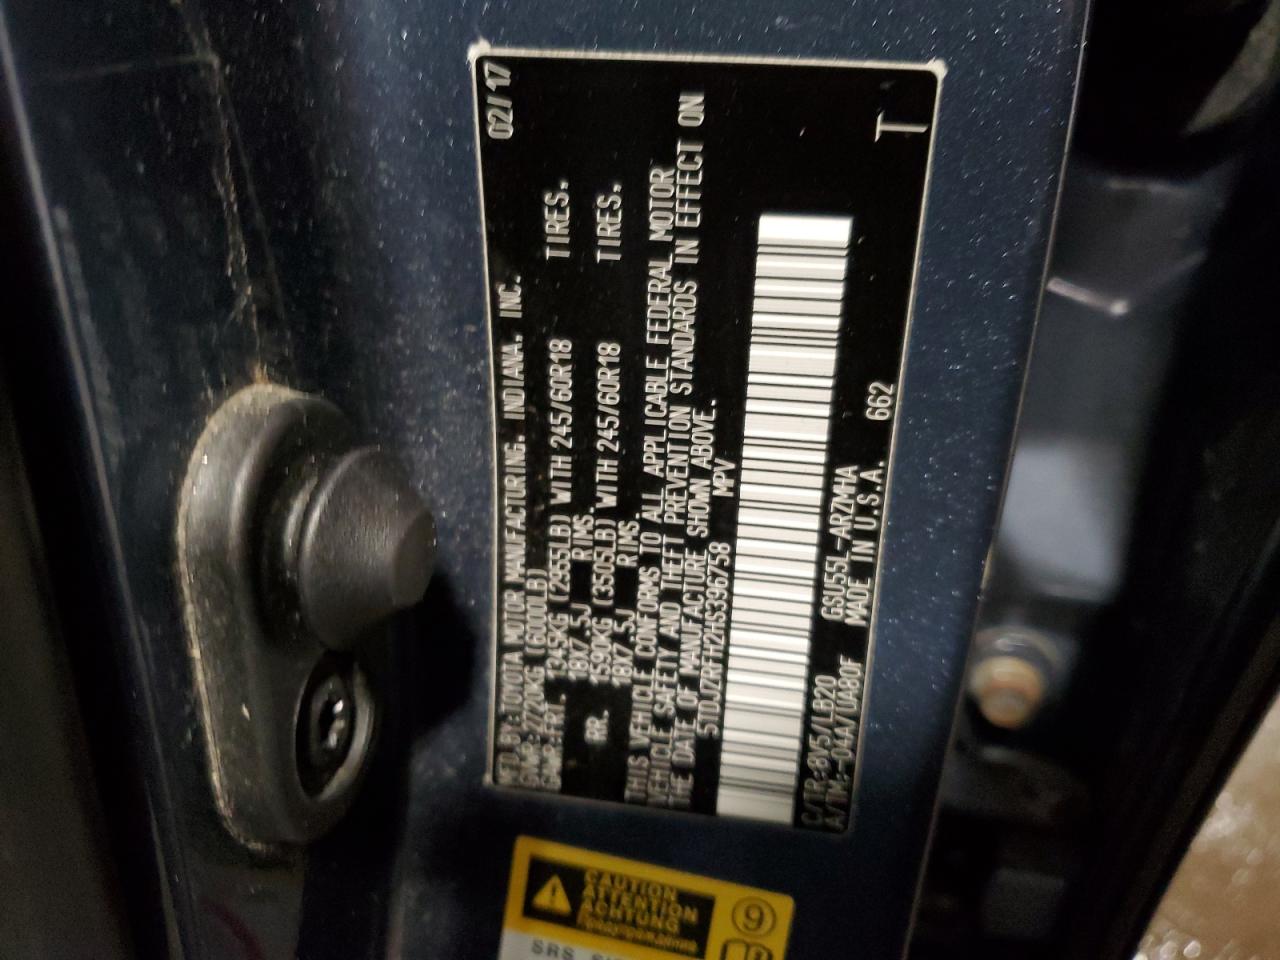 MFD BY: TOYOTA MOTOR MANUFACTURING, INDIANA, INC. 02/17
GVWR: 2720KG (6000LB)
GAWR:FRT. 1345KG (2955LB) WITH 245/60R18 TIRES,
18X7.5J RIMS
RR. 1590KG (3505LB) WITH 245/60R18 TIRES,
18X7.5J RIMS,
THIS VEHICLE CONFORMS TO ALL APPLICABLE FEDERAL MOTOR
VEHICLE SAFETY AND THEFT PREVENTION STANDARDS IN EFFECT ON
THE DATE OF MANUFACTURE SHOWN ABOVE.
5TDJZRFH2HS396758 MPV
C/TR:8V5/LB20 GSU55L-ARZMHA 662
A/TM:-04A/UA80F MADE IN U.S.A.
T
CAUTION
ATTENTION
ACHTUNG
9
SRS